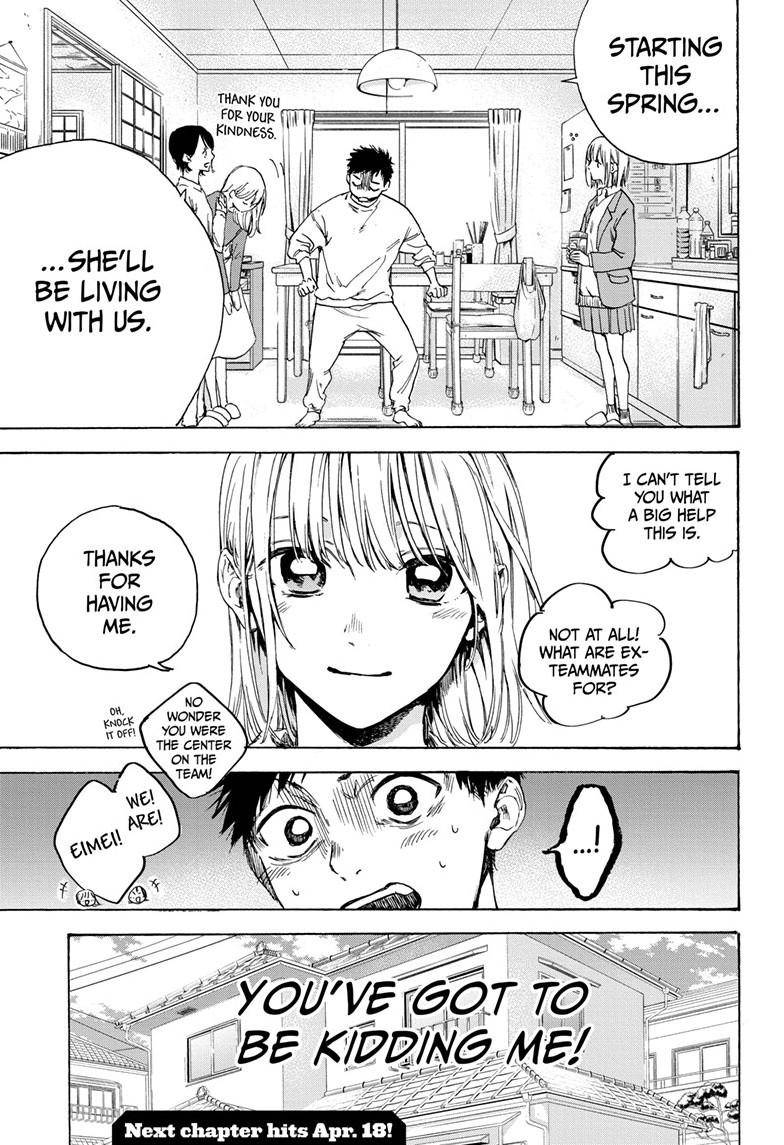 STARTING
THIS
SPRING...
THANK YOU
FOR YOUR
KINDNESS.
...SHE'LL
BE LIVING
WITH US.
I CAN'T TELL
YOU WHAT
A BIG HELP
THIS IS.
THANKS
FOR
HAVING
ME.
NOT AT ALL!
WHAT ARE EX-
TEAMMATES
FOR?
NO
WONDER
YOU WERE
THE CENTER
ON THE
TEAM!
OH,
KNOCK
IT OFF!
WE!
ARE!
EIMEI!
...!
YOU'VE GOT TO
BE KIDDING ME!
Next chapter hits Apr. 18!